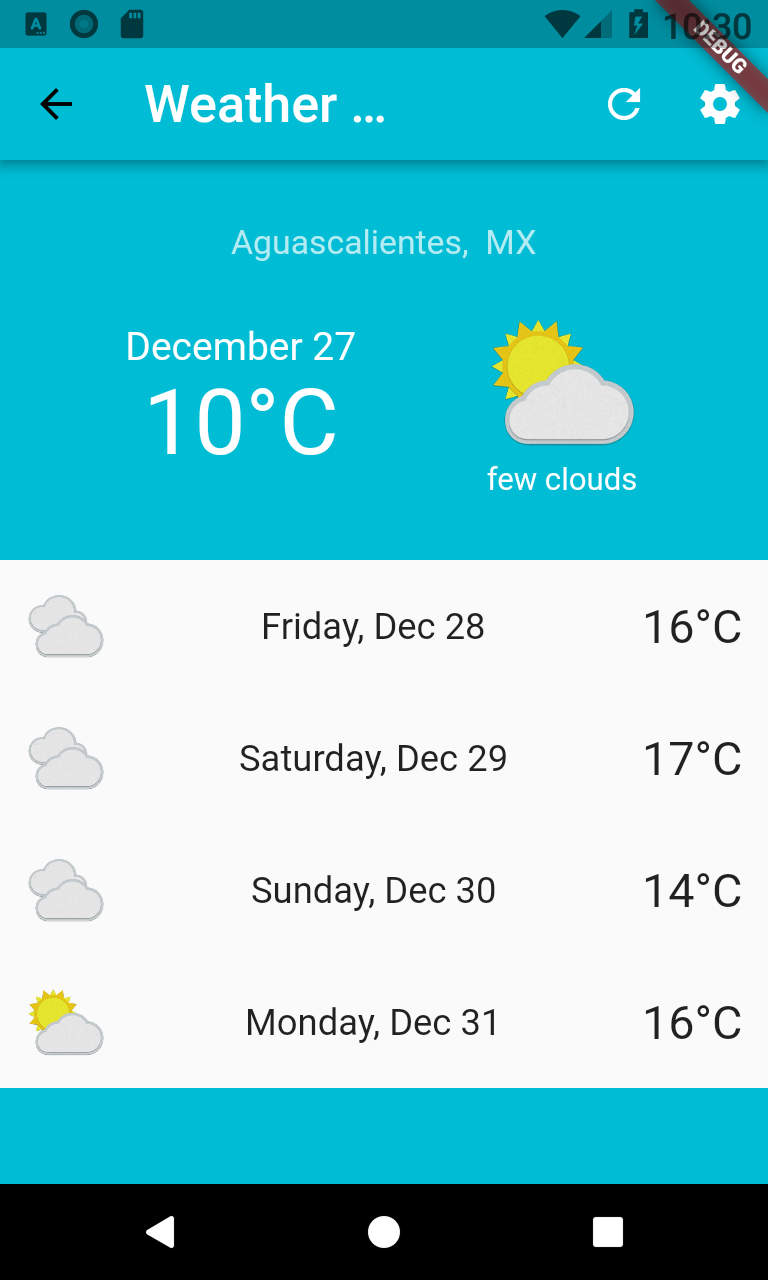 10:30
DEBUG
Weather ...
Aguascalientes,  MX
December 27
10°C
few clouds
Friday, Dec 28
16°C
Saturday, Dec 29
17°C
Sunday, Dec 30
14°C
Monday, Dec 31
16°C